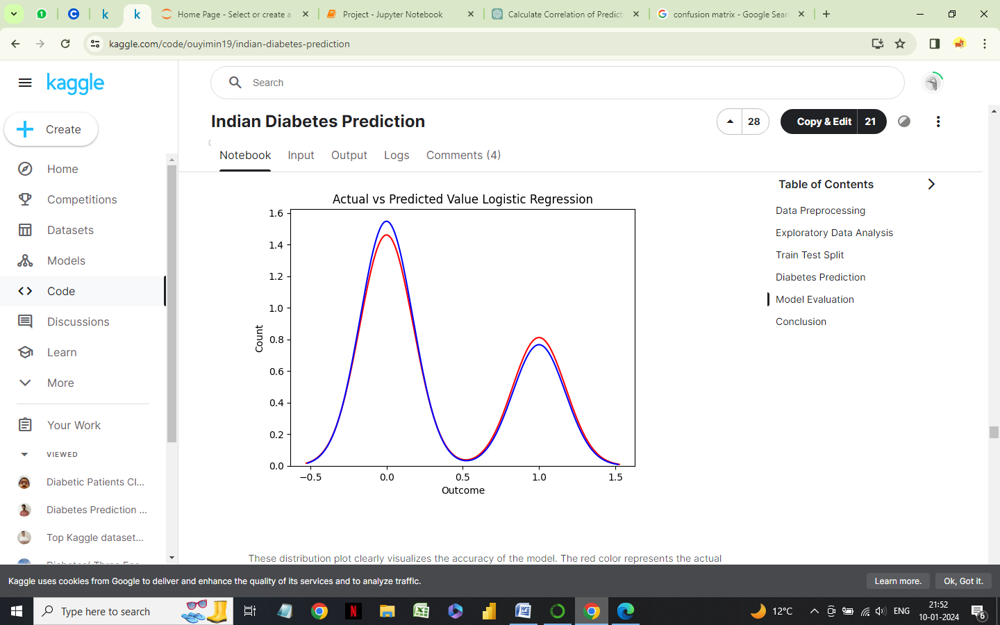 Home Page - Select or create a
Project - Jupyter Notebook
Calculate Correlation of Predicti
confusion matrix - Google Sear
kaggle.com/code/ouyimin19/indian-diabetes-prediction
kaggle
Search
Create
Indian Diabetes Prediction
28
Copy & Edit 21
Notebook Input Output Logs Comments (4)
Home
Competitions
Datasets
Models
Code
Discussions
Learn
More
Your Work
VIEWED
Diabetic Patients Cl...
Diabetes Prediction ...
Top Kaggle dataset...
Table of Contents
Data Preprocessing
Exploratory Data Analysis
Train Test Split
Diabetes Prediction
Model Evaluation
Conclusion
Actual vs Predicted Value Logistic Regression
1.6
1.4
1.2
1.0
0.8
0.6
0.4
0.2
0.0
Count
−0.5 0.0 0.5 1.0 1.5
Outcome
These distribution plot clearly visualizes the accuracy of the model. The red color represents the actual
Kaggle uses cookies from Google to deliver and enhance the quality of its services and to analyze traffic.
Learn more.
Ok, Got it.
Type here to search
12°C
ENG
21:52
10-01-2024
6